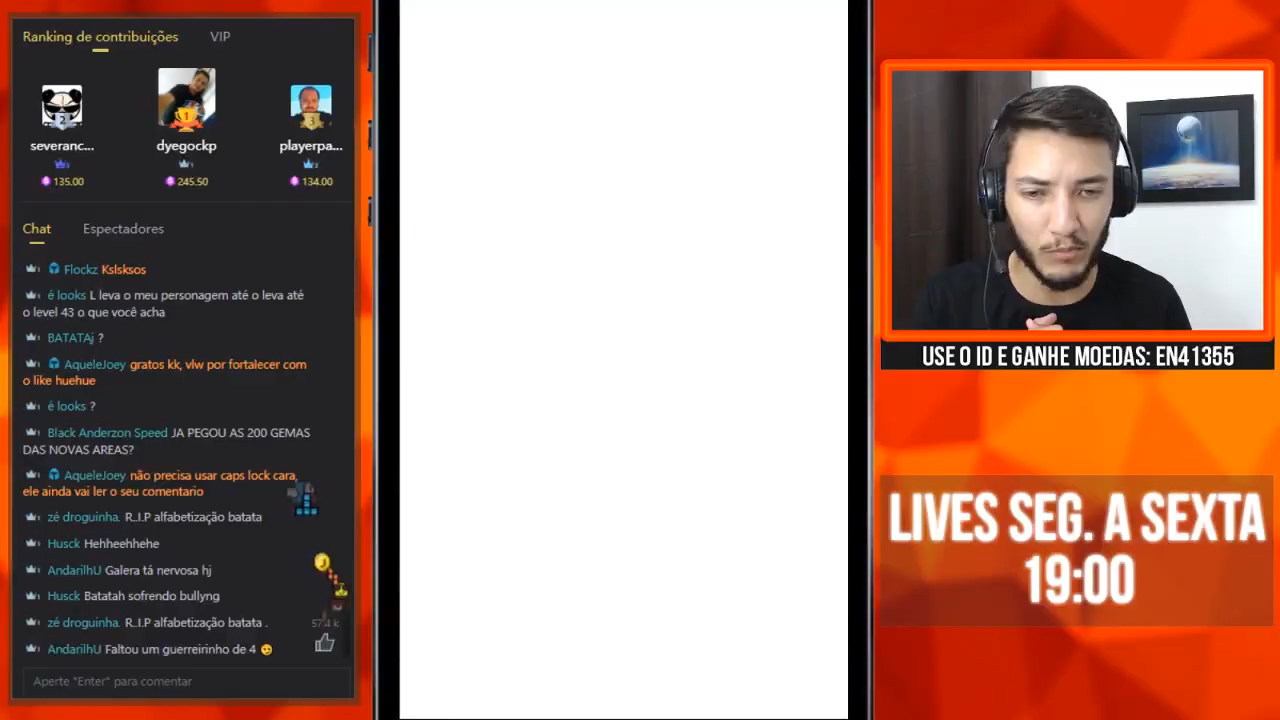 Ranking de contribuições VIP
2 1 3
severanc... dyegockp playerpa...
135.00 245.50 134.00
Chat Espectadores
Flockz Kslsksos
é looks L leva o meu personagem até o leva até
o level 43 o que você acha
BATATAj ?
AqueleJoey gratos kk, vlw por fortalecer com
o like huehue
é looks ?
Black Anderzon Speed JA PEGOU AS 200 GEMAS
DAS NOVAS AREAS?
AqueleJoey não precisa usar caps lock cara,
ele ainda vai ler o seu comentario
zé droguinha. R..I.P alfabetização batata
Husck Hehheehhehe
AndarilhU Galera tá nervosa hj
Husck Batatah sofrendo bullyng
zé droguinha. R..I.P alfabetização batata .
57.4 k
AndarilhU Faltou um guerreirinho de 4 😏
Aperte "Enter" para comentar
USE O ID E GANHE MOEDAS: EN41355
LIVES SEG. A SEXTA
19:00